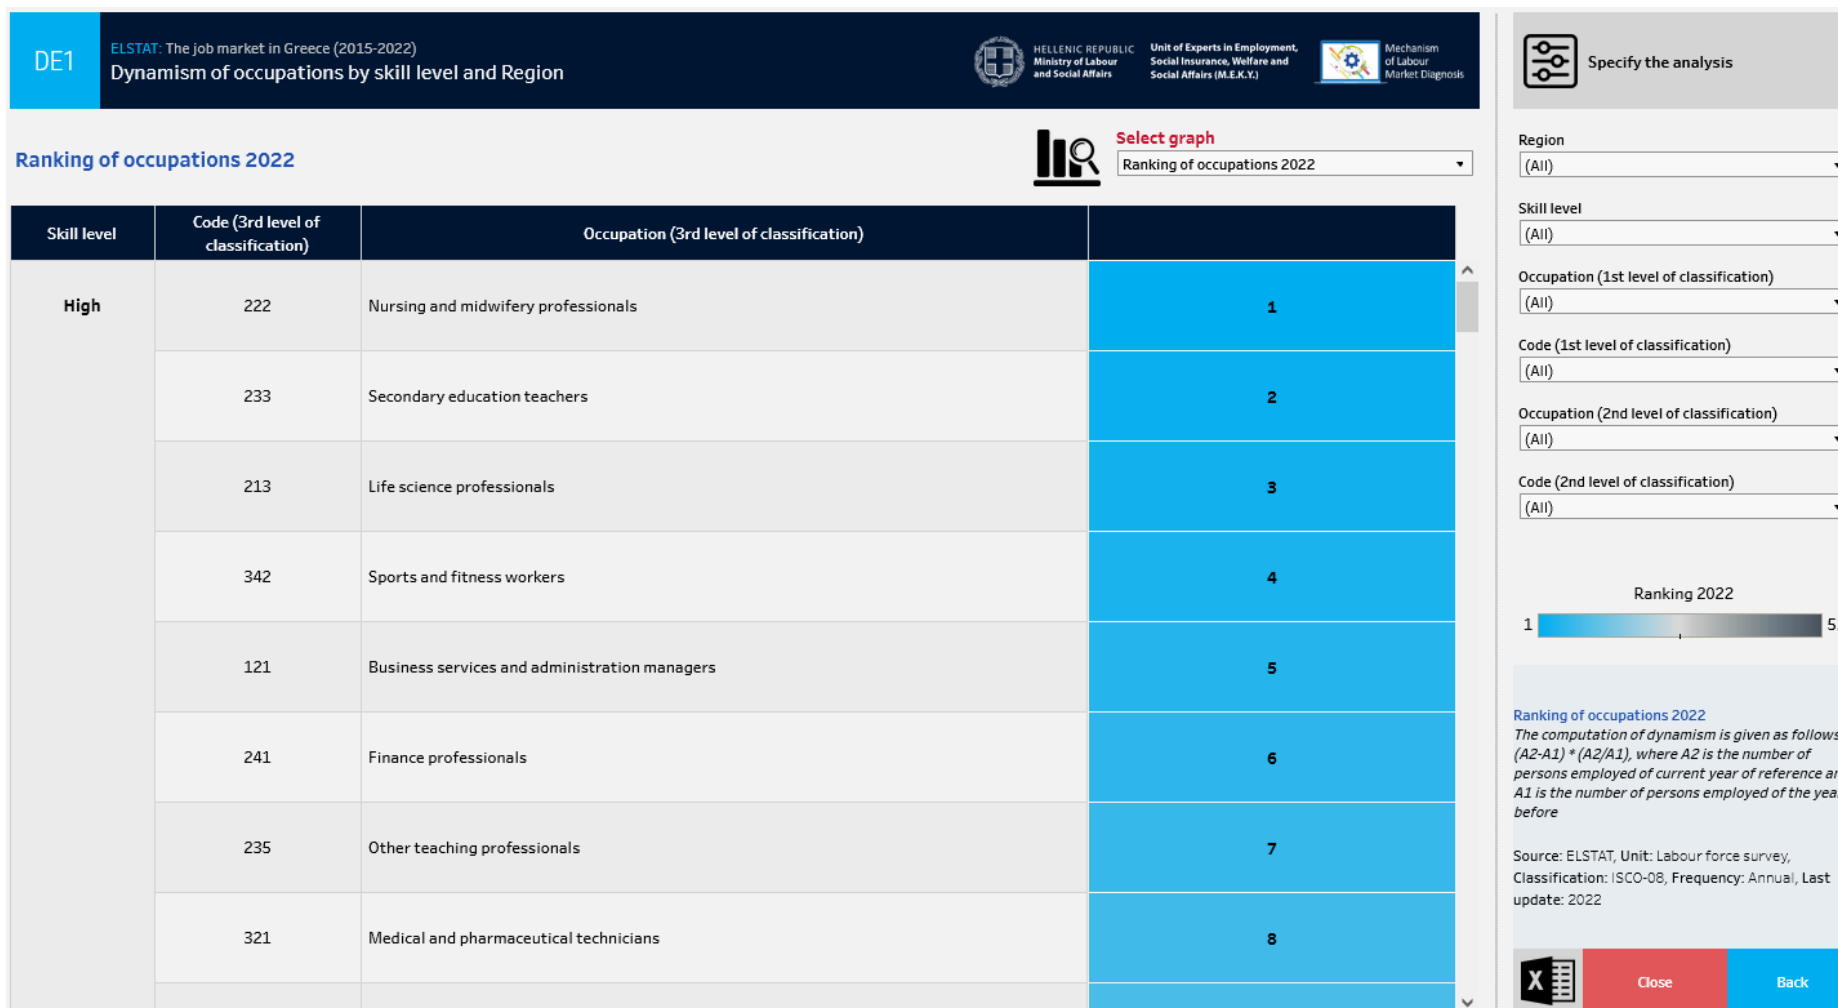 DE1
ELSTAT: The job market in Greece (2015-2022)
Dynamism of occupations by skill level and Region
HELLENIC REPUBLIC
Ministry of Labour
and Social Affairs
Unit of Experts in Employment,
Social Insurance, Welfare and
Social Affairs (M.E.K.Y.)
Mechanism
of Labour
Market Diagnosis
Specify the analysis
Ranking of occupations 2022
Select graph
Ranking of occupations 2022
Skill level
Code (3rd level of
classification)
Occupation (3rd level of classification)
High
222 Nursing and midwifery professionals 1
233 Secondary education teachers 2
213 Life science professionals 3
342 Sports and fitness workers 4
121 Business services and administration managers 5
241 Finance professionals 6
235 Other teaching professionals 7
321 Medical and pharmaceutical technicians 8
Region
(All)
Skill level
(All)
Occupation (1st level of classification)
(All)
Code (1st level of classification)
(All)
Occupation (2nd level of classification)
(All)
Code (2nd level of classification)
(All)
Ranking 2022
1
Ranking of occupations 2022
The computation of dynamism is given as follows
(A2-A1) * (A2/A1), where A2 is the number of
persons employed of current year of reference
A1 is the number of persons employed of the
before
Source: ELSTAT, Unit: Labour force survey,
Classification: ISCO-08, Frequency: Annual, Last
update: 2022
X
Close
Back